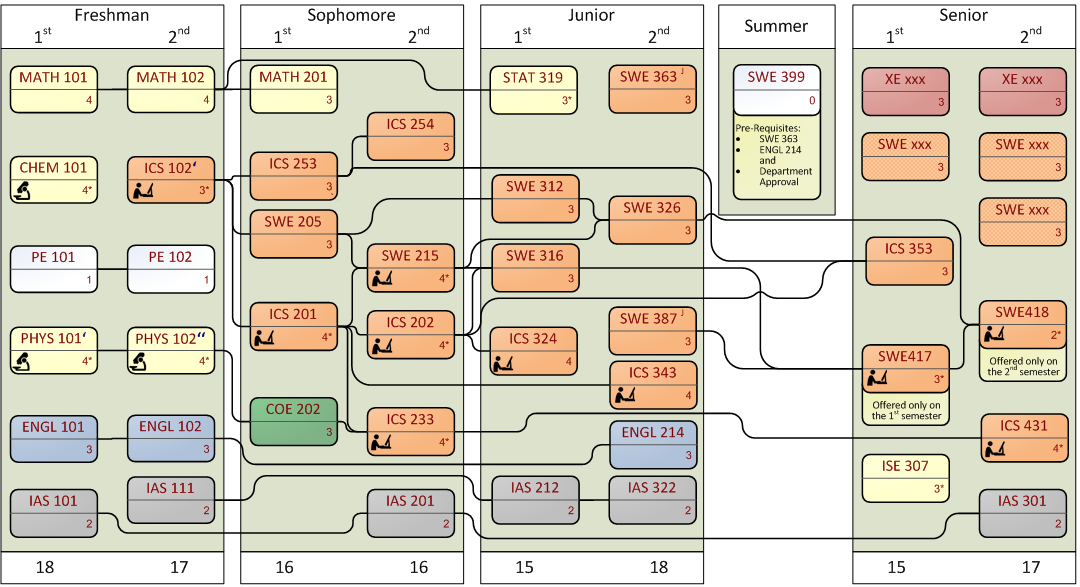 Freshman
1st 2nd
MATH 101
4
MATH 102
4
CHEM 101
4*
ICS 102‘
3*
PE 101
1
PE 102
1
PHYS 101‘
4*
PHYS 102‘‘
4*
ENGL 101
3
ENGL 102
3
IAS 101
2
IAS 111
2
18 17
Sophomore
1st 2nd
MATH 201
3
ICS 254
3
ICS 253
3
SWE 205
3
SWE 215
4*
ICS 201
4*
ICS 202
4*
COE 202
3
ICS 233
4*
IAS 201
2
16 16
Junior
1st 2nd
STAT 319
3*
SWE 363 J
3
SWE 312
3
SWE 326
3
SWE 316
3
SWE 387 J
3
ICS 324
4
ICS 343
4
ENGL 214
3
IAS 212
2
IAS 322
2
15 18
Summer
SWE 399
0
Pre-Requisites:
• SWE 363
• ENGL 214
and
• Department
Approval
Senior
1st 2nd
XE xxx
3
XE xxx
3
SWE xxx
3
SWE xxx
3
SWE xxx
3
ICS 353
3
SWE418
2*
Offered only on
the 2nd semester
SWE417
3*
Offered only on
the 1st semester
ICS 431
4*
ISE 307
3*
IAS 301
2
15 17